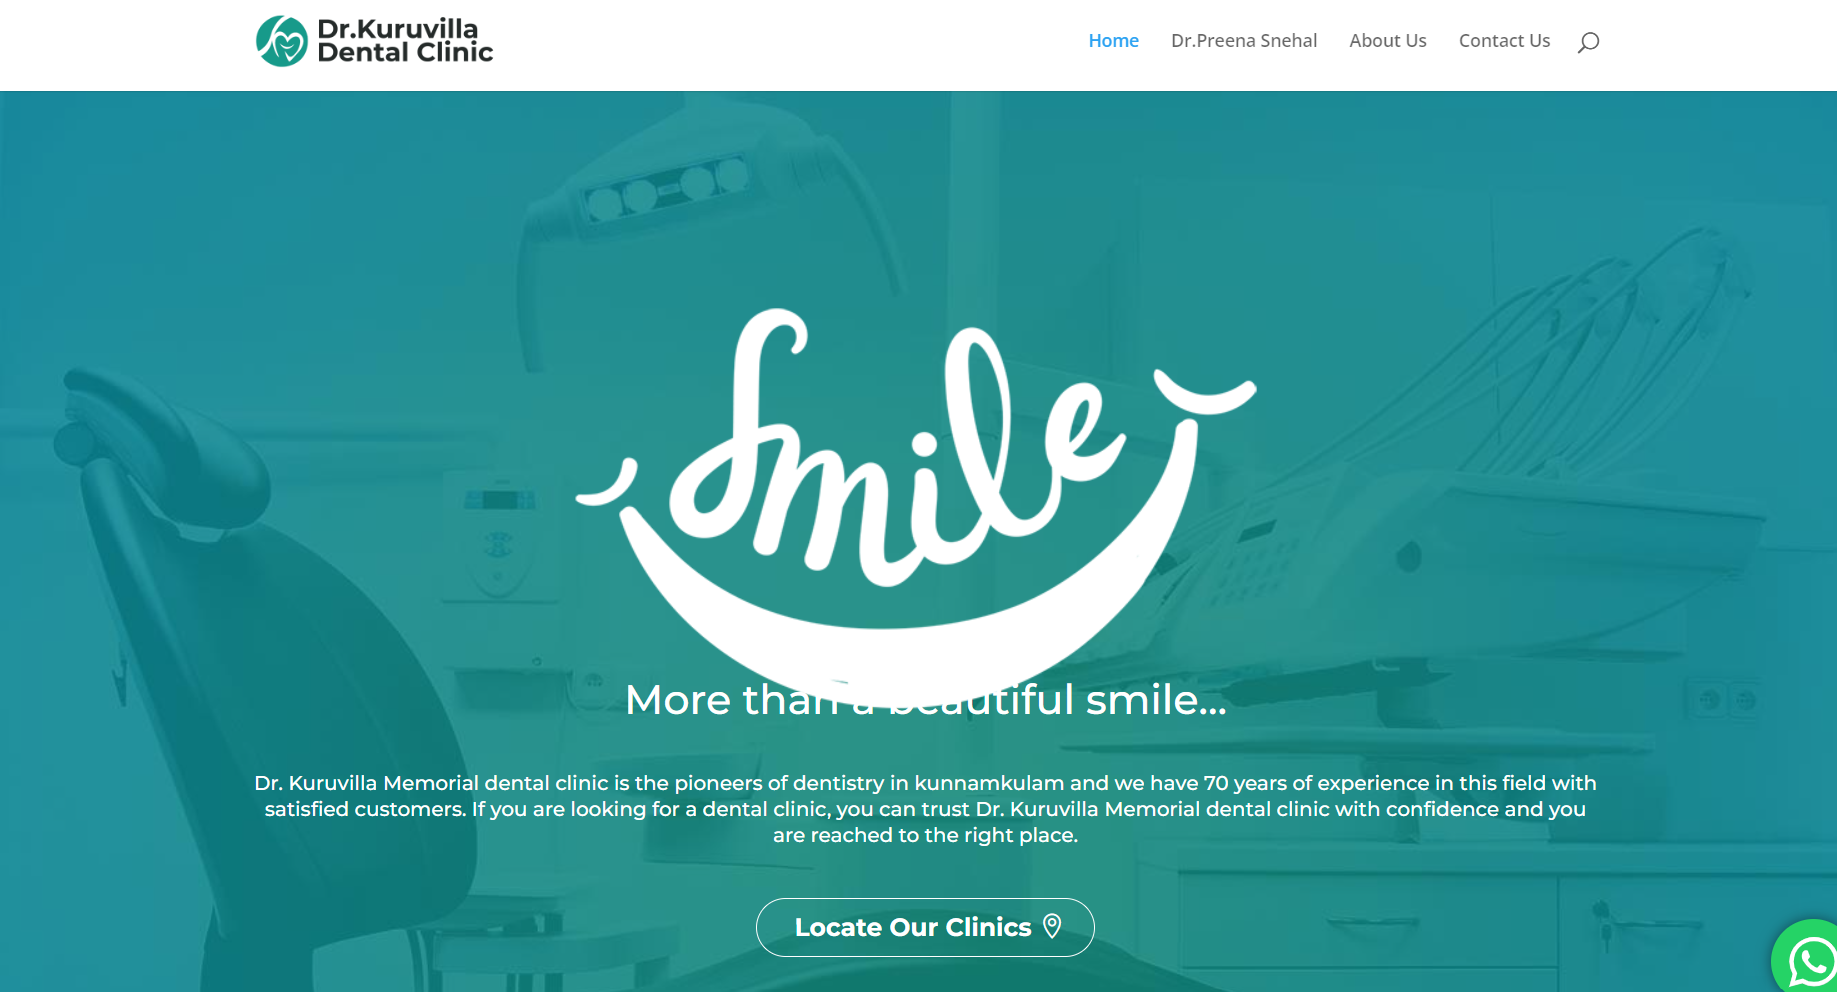 Dr.Kuruvilla
Dental Clinic
Home
Dr.Preena Snehal
About Us
Contact Us
Smile
More than a beautiful smile...
Dr. Kuruvilla Memorial dental clinic is the pioneers of dentistry in kunnamkulam and we have 70 years of experience in this field with
satisfied customers. If you are looking for a dental clinic, you can trust Dr. Kuruvilla Memorial dental clinic with confidence and you
are reached to the right place.
Locate Our Clinics